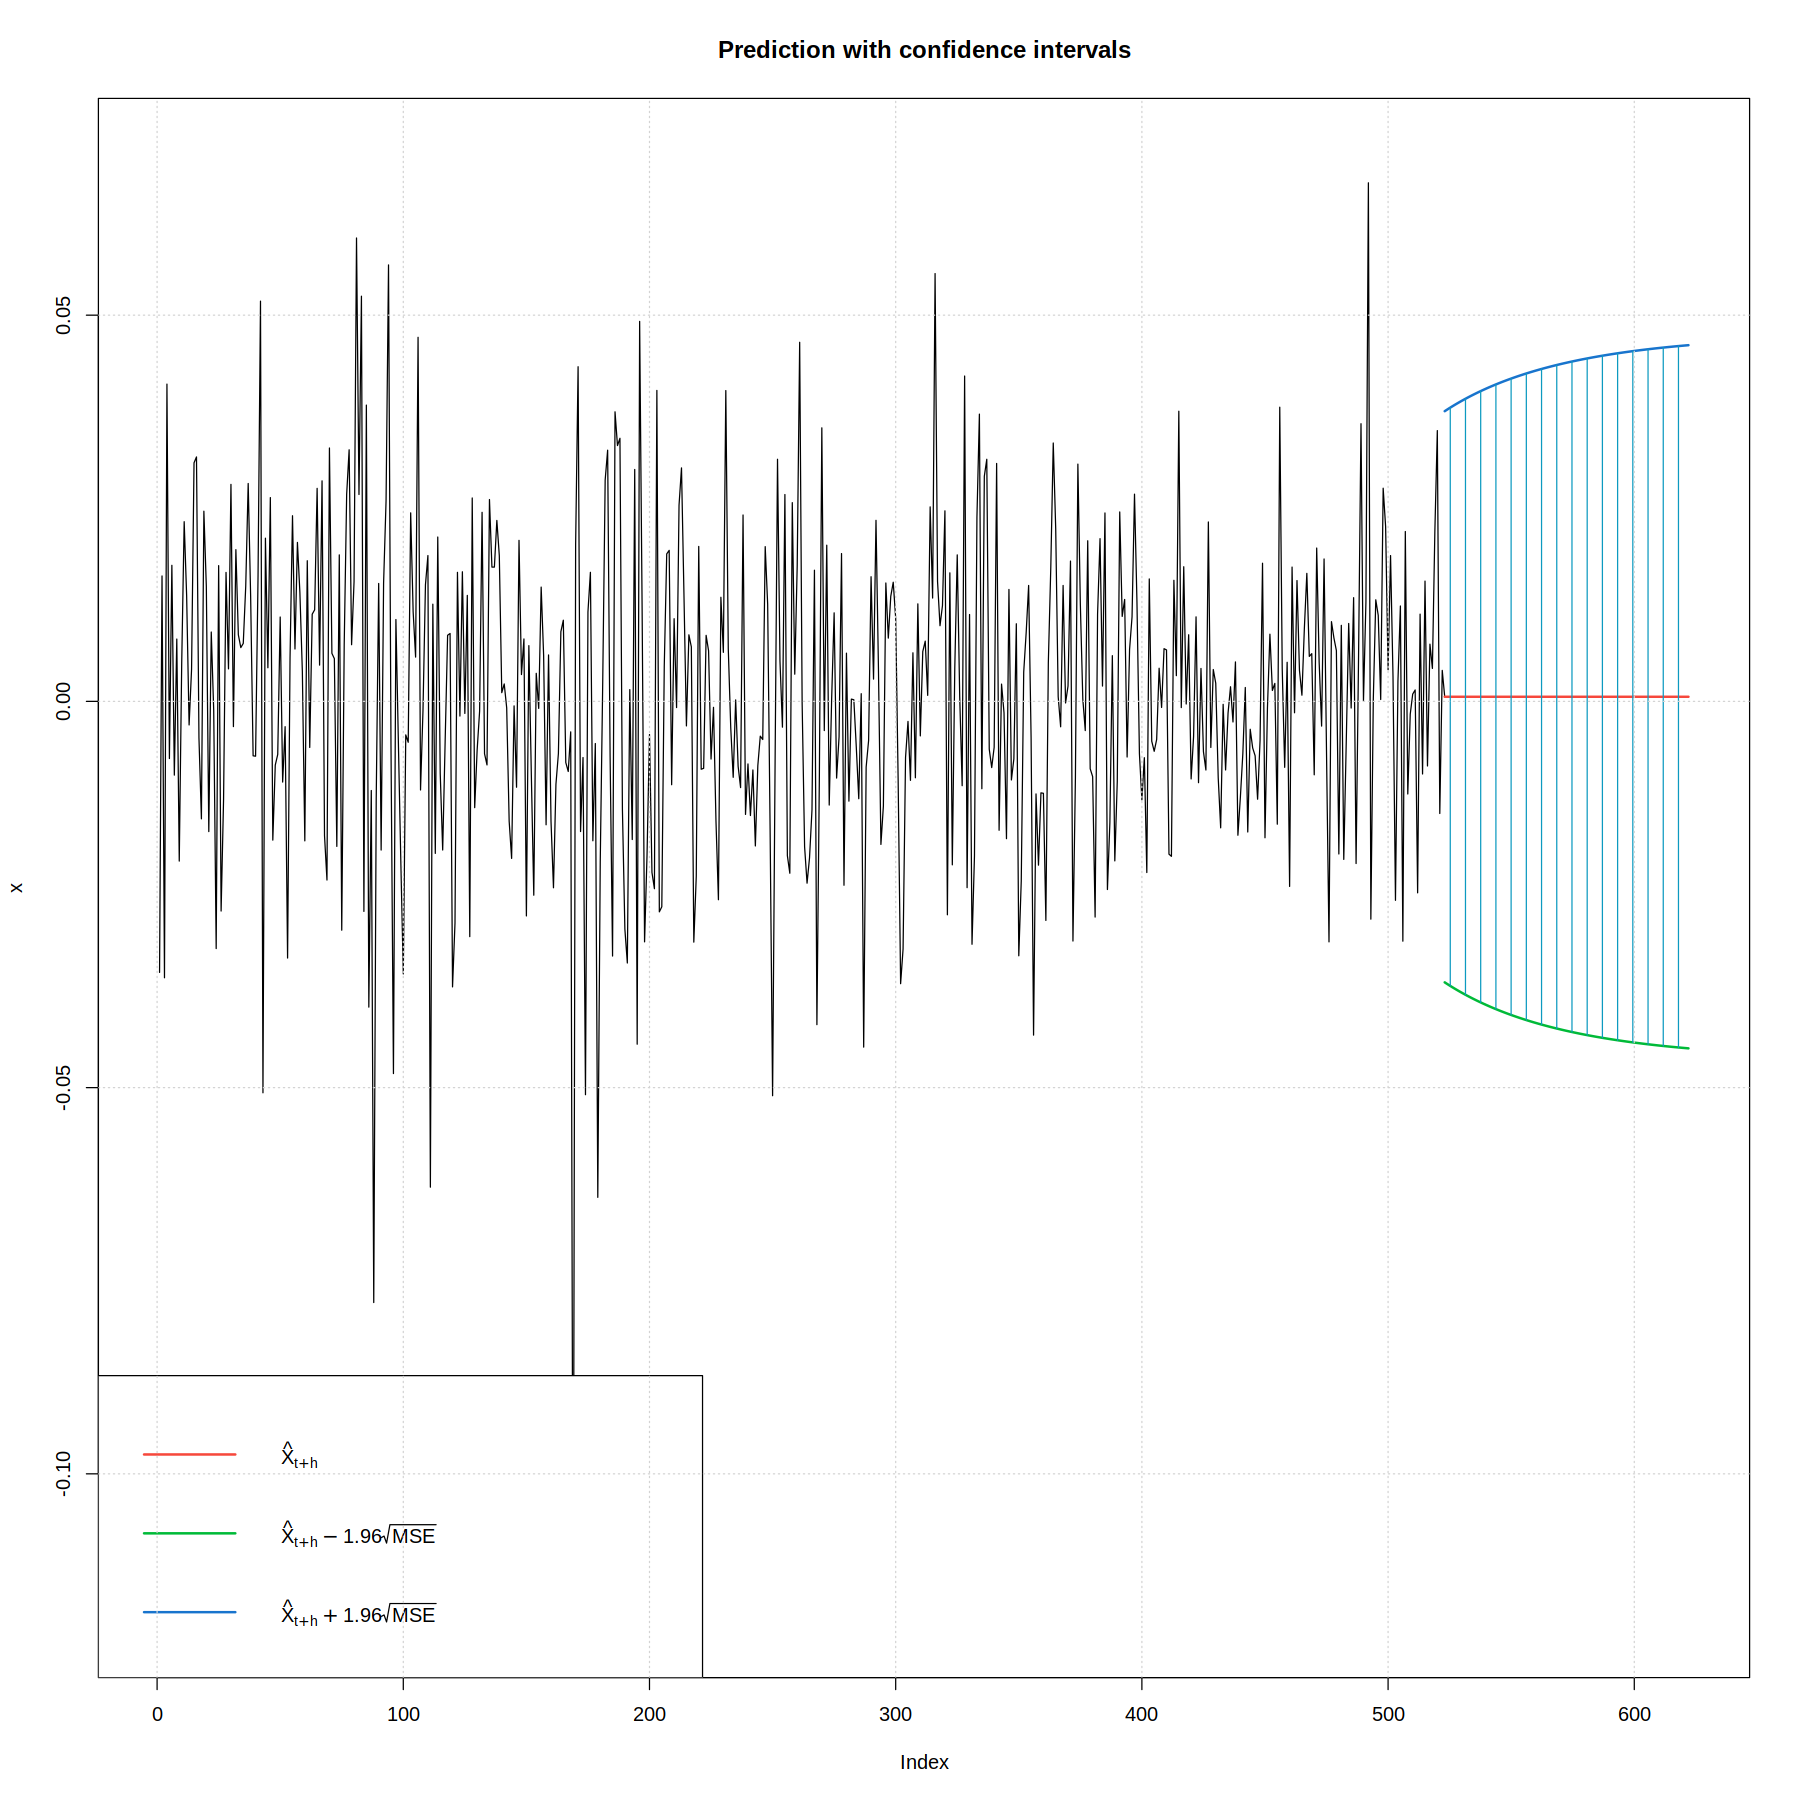 Prediction with confidence intervals
x
0.05
0.00
-0.05
-0.10
X̂t+h
X̂t+h − 1.96√MSE
X̂t+h + 1.96√MSE
0 100 200 300 400 500 600
Index